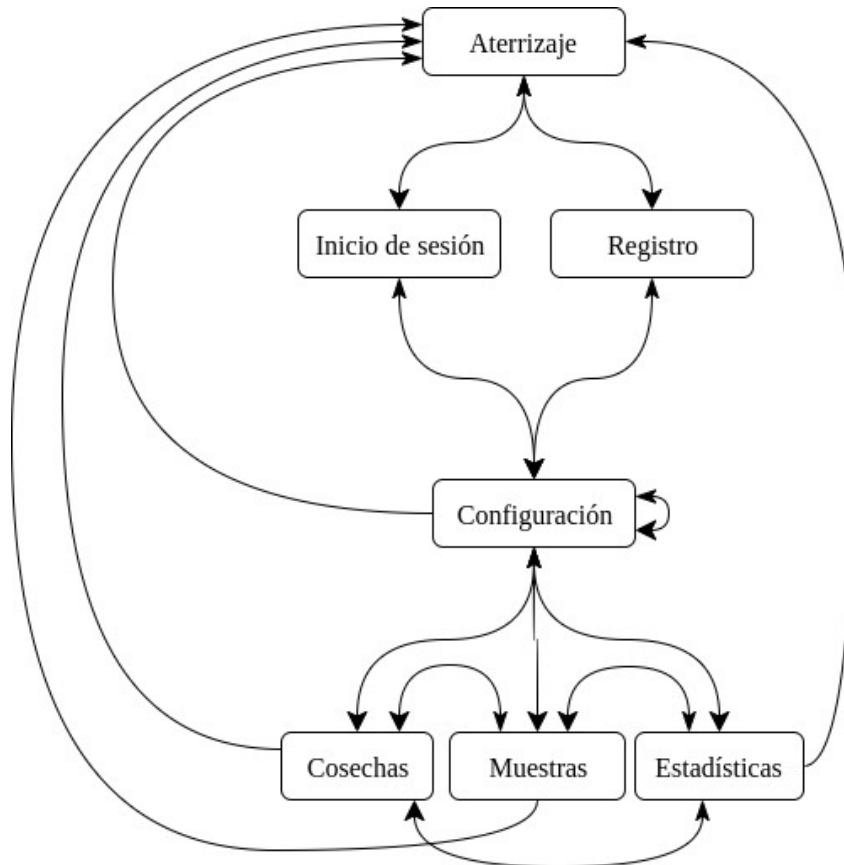 Aterrizaje
Inicio de sesión
Registro
Configuración
Cosechas
Muestras
Estadísticas